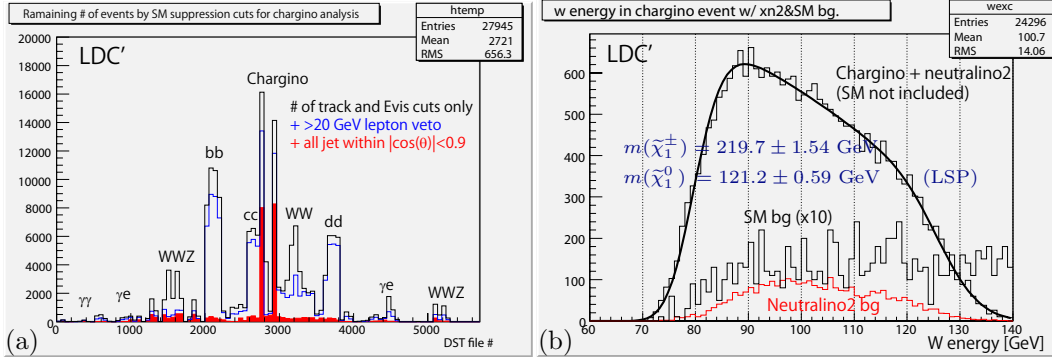 Ramaining # of events by SM suppression cuts for chargino analysis
htemp
Entries 27945
Mean 2721
RMS 656.3
20000
18000
16000
14000
12000
10000
8000
6000
4000
2000
0
LDC'
Chargino
# of track and Evis cuts only
+ >20 GeV lepton veto
+ all jet within |cos(θ)|<0.9
bb
cc
WW
dd
WWZ
γγ
γe
γe
WWZ
1000 2000 3000 4000 5000
DST file #
(a)
w energy in chargino event w/ xn2&SM bg.
wexc
Entries 24296
Mean 100.7
RMS 14.06
600
500
400
300
200
100
0
LDC'
Chargino + neutralino2
(SM not included)
m(χ̃₁±) = 219.7 ± 1.54 GeV
m(χ̃₁⁰) = 121.2 ± 0.59 GeV (LSP)
SM bg (x10)
Neutralino2 bg
60 70 80 90 100 110 120 130 140
W energy [GeV]
(b)